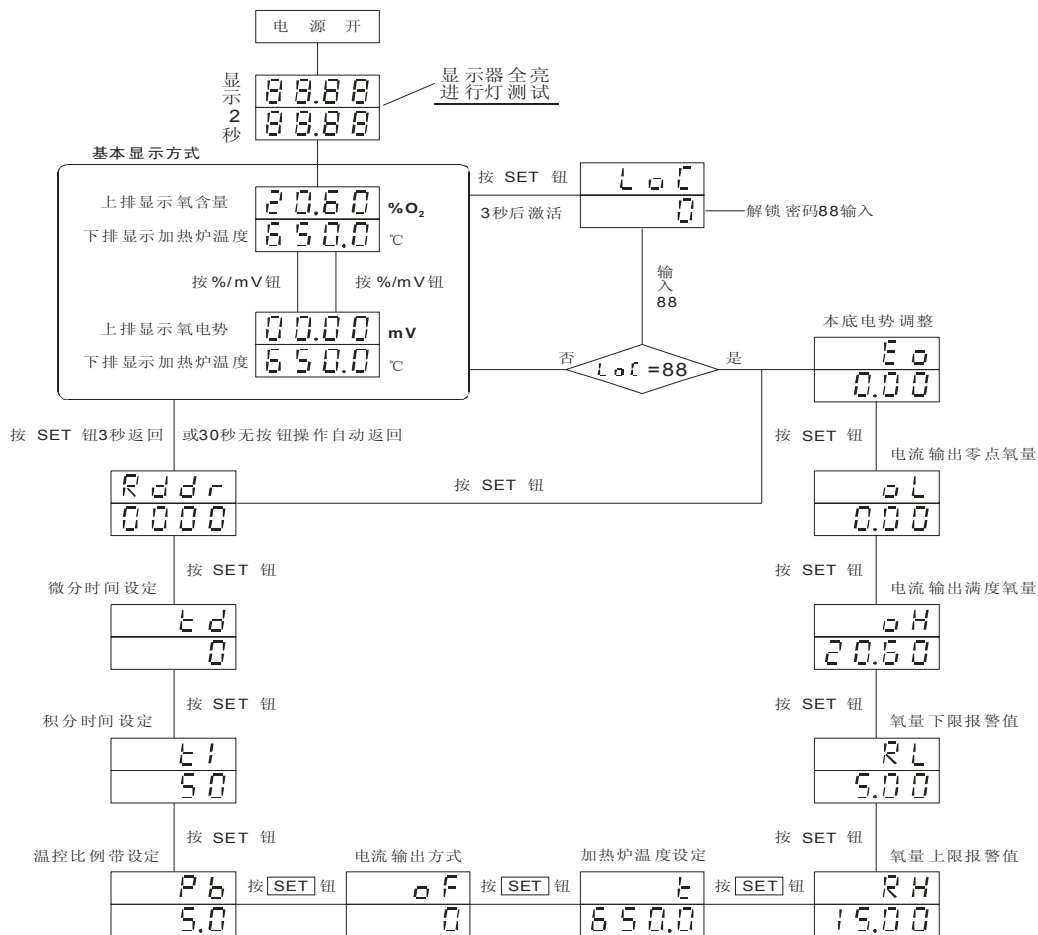 电 源 开
显示2秒
88.88
88.88
显示器全亮
进行灯测试
基本显示方式
上排显示氧含量
20.60 %O₂
下排显示加热炉温度
650.0 ℃
按%/mV钮
按%/mV钮
上排显示氧电势
00.00 mV
下排显示加热炉温度
650.0 ℃
按 SET 钮
3秒后激活
LoC
0
解锁密码88输入
输入88
否
LoC=88
是
本底电势调整
Eo
0.00
按 SET 钮3秒返回
或30秒无按钮操作自动返回
按 SET 钮
电流输出零点氧量
Addr
0000
按 SET 钮
oL
0.00
按 SET 钮
微分时间设定
按 SET 钮
电流输出满度氧量
td
0
oH
20.60
按 SET 钮
积分时间设定
按 SET 钮
氧量下限报警值
tI
50
AL
5.00
按 SET 钮
温控比例带设定
电流输出方式
加热炉温度设定
按 SET 钮
氧量上限报警值
Pb
5.0
按 SET 钮
oF
0
按 SET 钮
t
650.0
按 SET 钮
AH
15.00